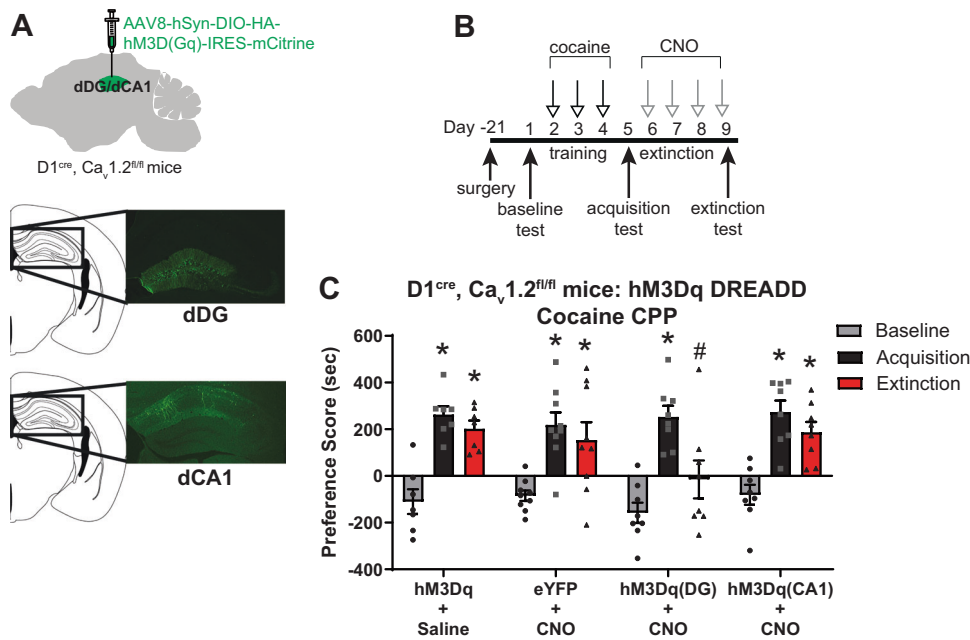 A
AAV8-hSyn-DIO-HA-
hM3D(Gq)-IRES-mCitrine
dDG/dCA1
D1cre, Cav1.2fl/fl mice
dDG
dCA1
B
cocaine CNO
Day -21 1 2 3 4 5 6 7 8 9
training extinction
surgery
baseline
test
acquisition
test
extinction
test
C
D1cre, Cav1.2fl/fl mice: hM3Dq DREADD
Cocaine CPP
Preference Score (sec)
600
400
200
0
-200
-400
* * * * * # * *
Baseline
Acquisition
Extinction
hM3Dq
+
Saline
eYFP
+
CNO
hM3Dq(DG)
+
CNO
hM3Dq(CA1)
+
CNO